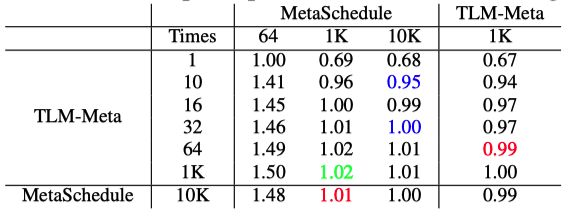 MetaSchedule TLM-Meta
Times 64 1K 10K 1K
1 1.00 0.69 0.68 0.67
10 1.41 0.96 0.95 0.94
16 1.45 1.00 0.99 0.97
TLM-Meta 32 1.46 1.01 1.00 0.97
64 1.49 1.02 1.01 0.99
1K 1.50 1.02 1.01 1.00
MetaSchedule 10K 1.48 1.01 1.00 0.99